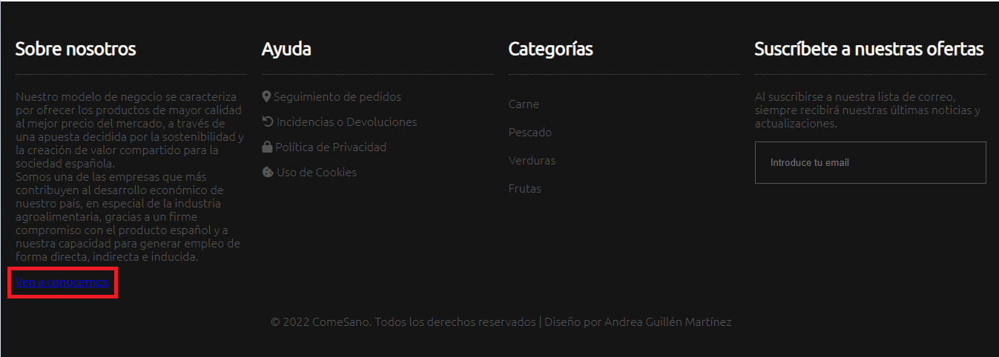 Sobre nosotros
Nuestro modelo de negocio se caracteriza
por ofrecer los productos de mayor calidad
al mejor precio del mercado, a través de
una apuesta decidida por la sostenibilidad y
la creación de valor compartido para la
sociedad española.
Somos una de las empresas que más
contribuyen al desarrollo económico de
nuestro país, en especial de la industria
agroalimentaria, gracias a un firme
compromiso con el producto español y a
nuestra capacidad para generar empleo de
forma directa, indirecta e inducida.
Ven a conocernos
Ayuda
Seguimiento de pedidos
Incidencias o Devoluciones
Política de Privacidad
Uso de Cookies
Categorías
Carne
Pescado
Verduras
Frutas
Suscríbete a nuestras ofertas
Al suscribirse a nuestra lista de correo,
siempre recibirá nuestras últimas noticias y
actualizaciones.
Introduce tu email
© 2022 ComeSano. Todos los derechos reservados | Diseño por Andrea Guillén Martínez